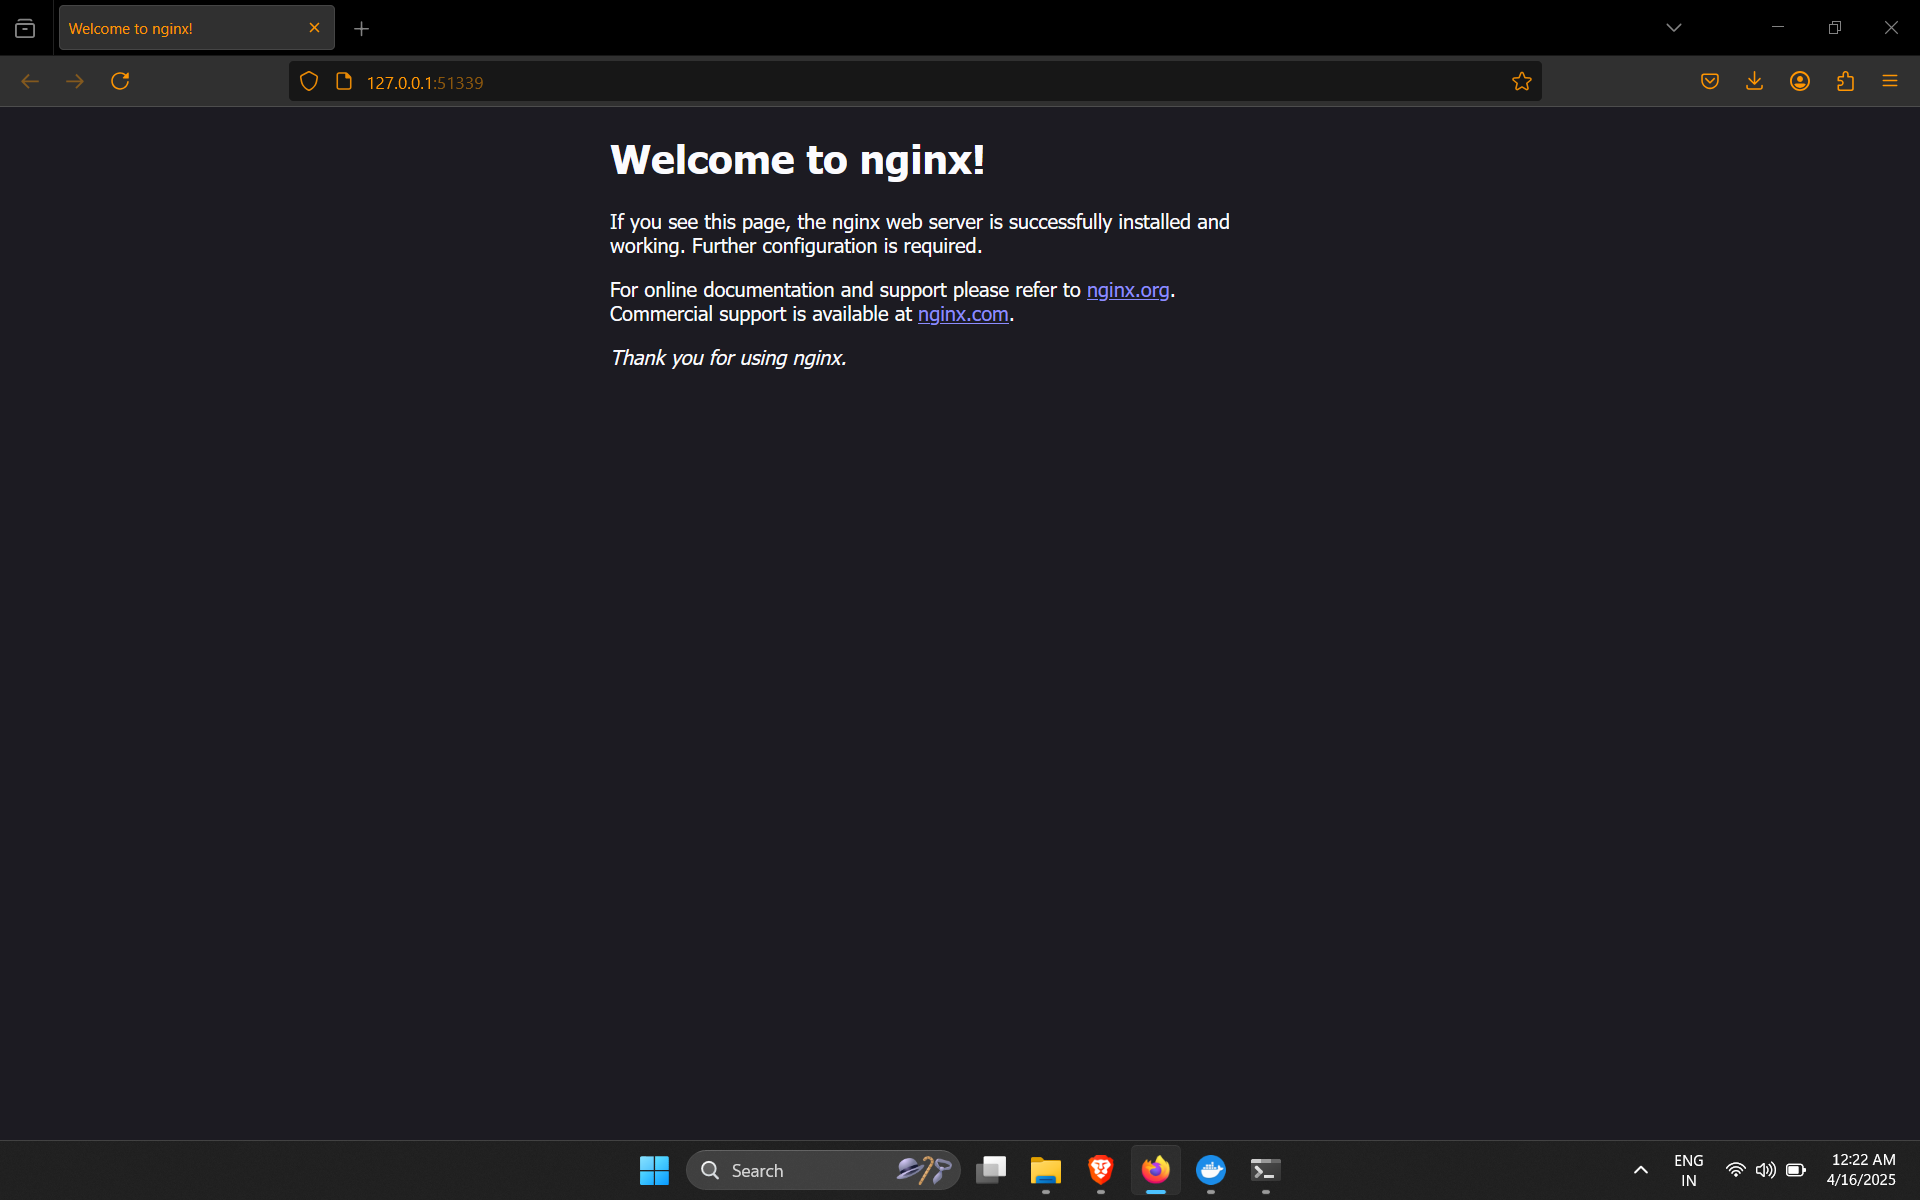 Welcome to nginx!
127.0.0.1:51339
Welcome to nginx!
If you see this page, the nginx web server is successfully installed and
working. Further configuration is required.
For online documentation and support please refer to nginx.org.
Commercial support is available at nginx.com.
Thank you for using nginx.
Search
ENG
IN
12:22 AM
4/16/2025